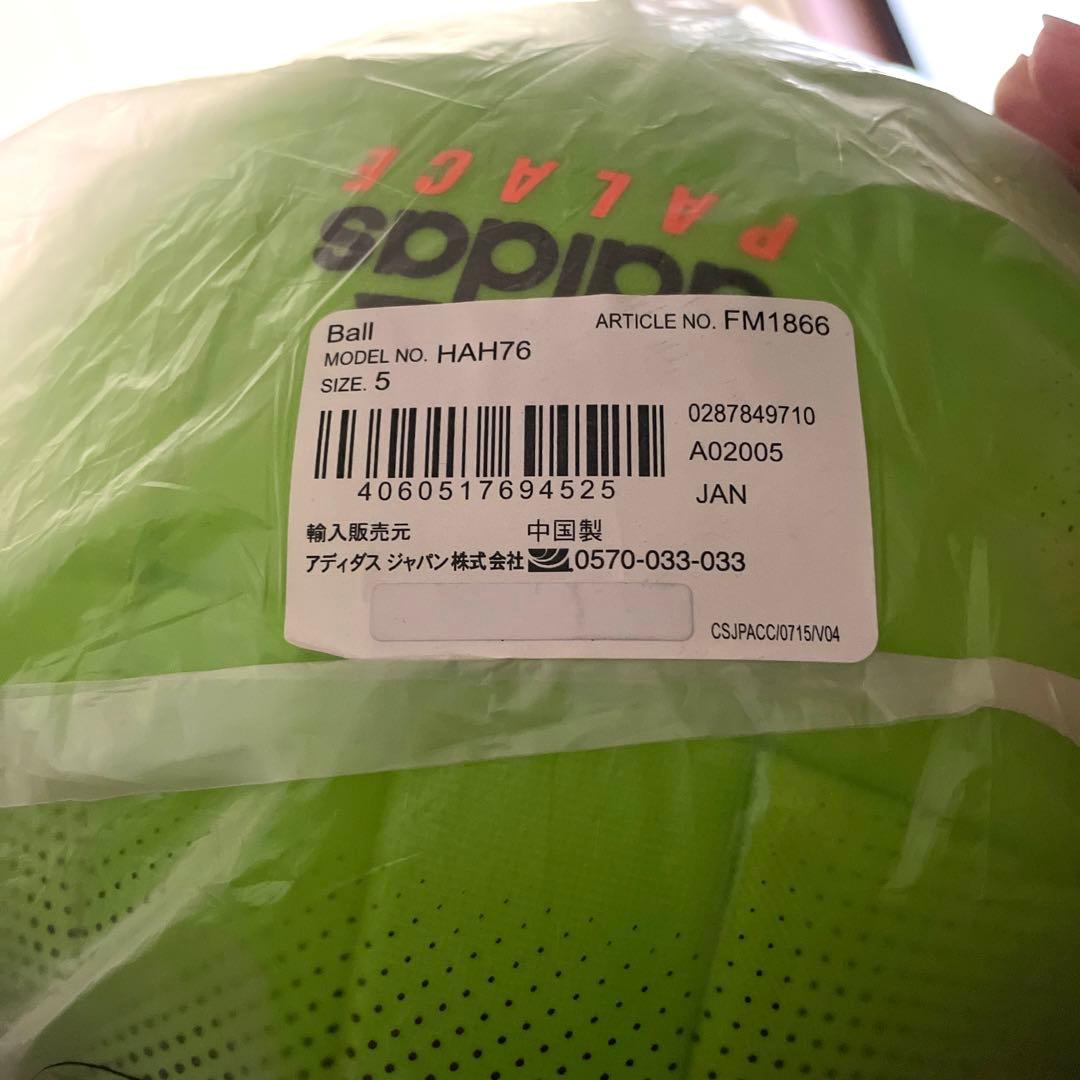 PALACE
adidas
Ball
ARTICLE NO. FM1866
MODEL NO. HAH76
SIZE. 5
0287849710
A02005
4060517694525
JAN
輸入販売元 中国製
アディダス ジャパン株式会社 0570-033-033
CSJPACC/0715/V04